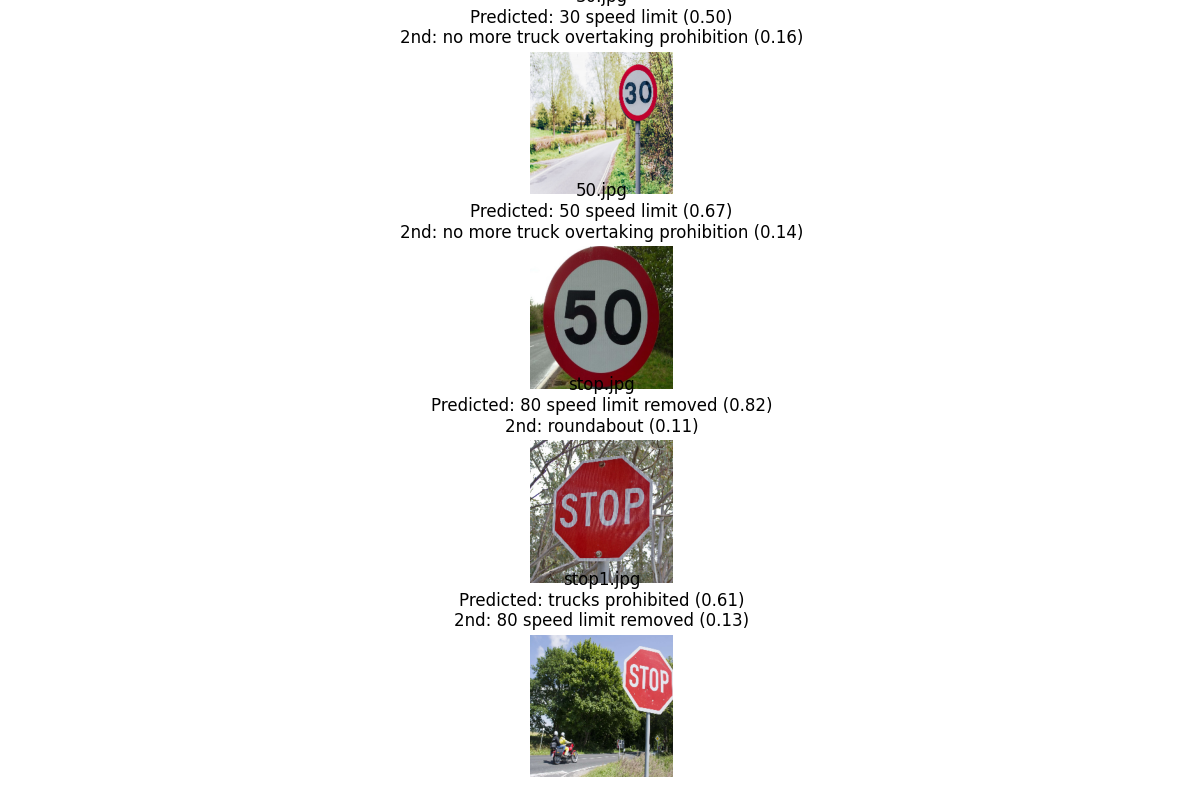 Predicted: 30 speed limit (0.50)
2nd: no more truck overtaking prohibition (0.16)
30
50.jpg
Predicted: 50 speed limit (0.67)
2nd: no more truck overtaking prohibition (0.14)
50
stop.jpg
Predicted: 80 speed limit removed (0.82)
2nd: roundabout (0.11)
STOP
stop1.jpg
Predicted: trucks prohibited (0.61)
2nd: 80 speed limit removed (0.13)
STOP